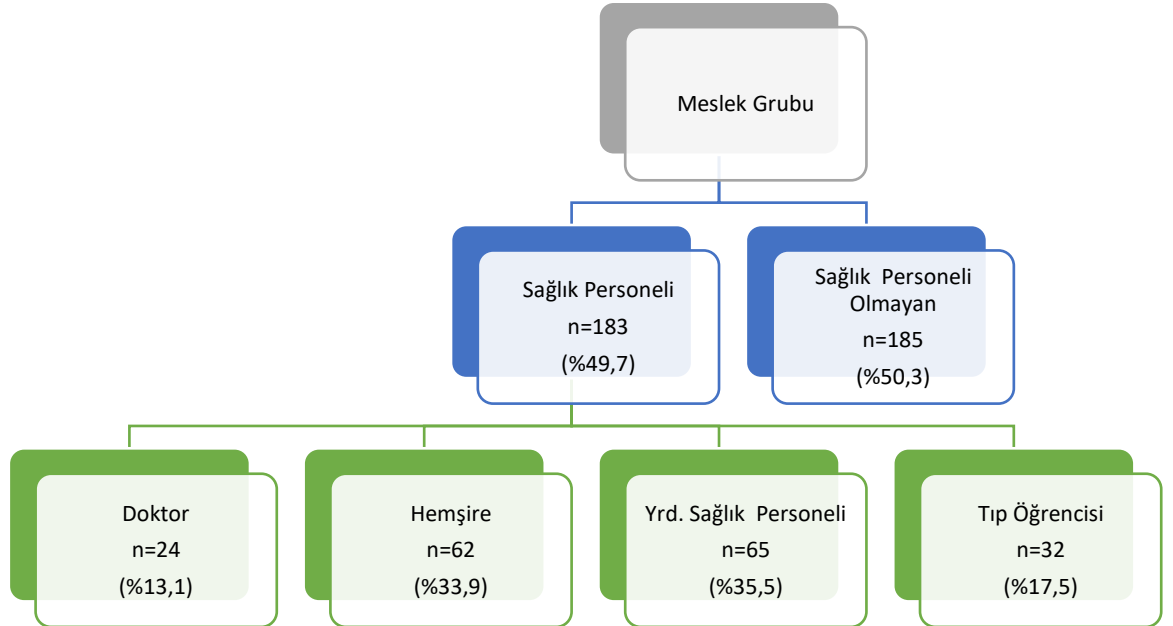 Meslek Grubu
Sağlık Personeli
n=183
(%49,7)
Sağlık Personeli
Olmayan
n=185
(%50,3)
Doktor
n=24
(%13,1)
Hemşire
n=62
(%33,9)
Yrd. Sağlık Personeli
n=65
(%35,5)
Tıp Öğrencisi
n=32
(%17,5)